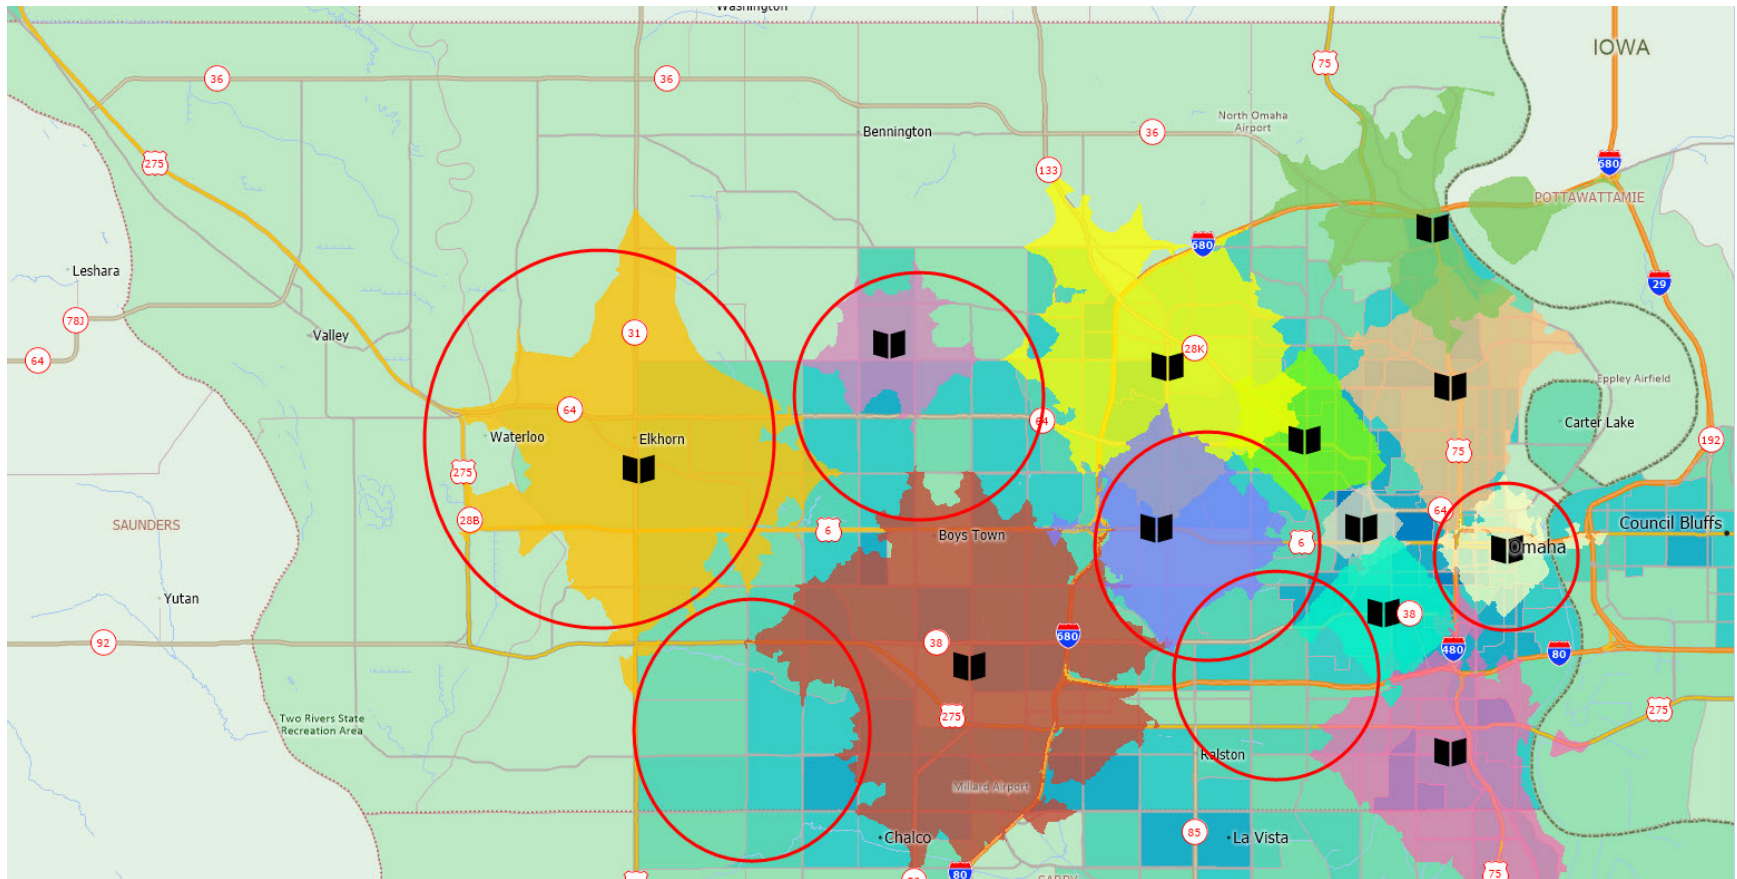 Washington
IOWA
36
36
75
North Omaha
Airport
Bennington
36
275
133
680
POTTAWATTAMIE
680
Leshara
29
78J
31
Valley
28K
64
Eppley Airfield
64
64
Carter Lake
Waterloo
Elkhorn
192
275
75
28B
64
SAUNDERS
Council Bluffs
6
Boys Town
6
Omaha
Yutan
92
38
680
38
480
80
275
275
Two Rivers State
Recreation Area
Ralston
Millard Airport
Chalco
85
La Vista
80
75